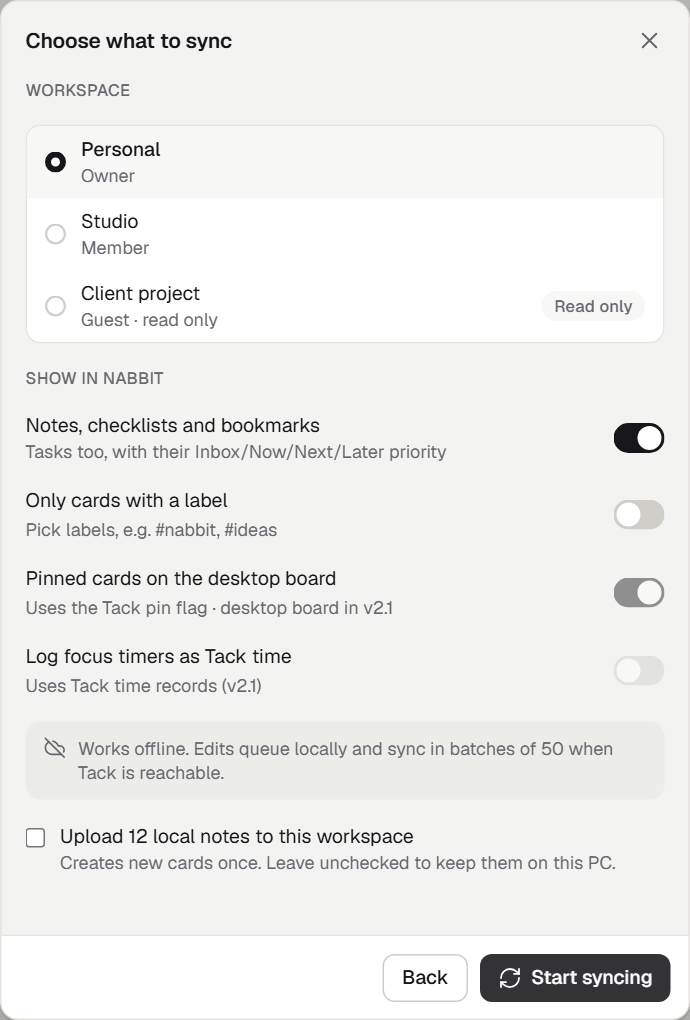 Choose what to sync
WORKSPACE
Personal
Owner
Studio
Member
Client project
Guest · read only
Read only
SHOW IN NABBIT
Notes, checklists and bookmarks
Tasks too, with their Inbox/Now/Next/Later priority
Only cards with a label
Pick labels, e.g. #nabbit, #ideas
Pinned cards on the desktop board
Uses the Tack pin flag · desktop board in v2.1
Log focus timers as Tack time
Uses Tack time records (v2.1)
Works offline. Edits queue locally and sync in batches of 50 when
Tack is reachable.
Upload 12 local notes to this workspace
Creates new cards once. Leave unchecked to keep them on this PC.
Back
Start syncing